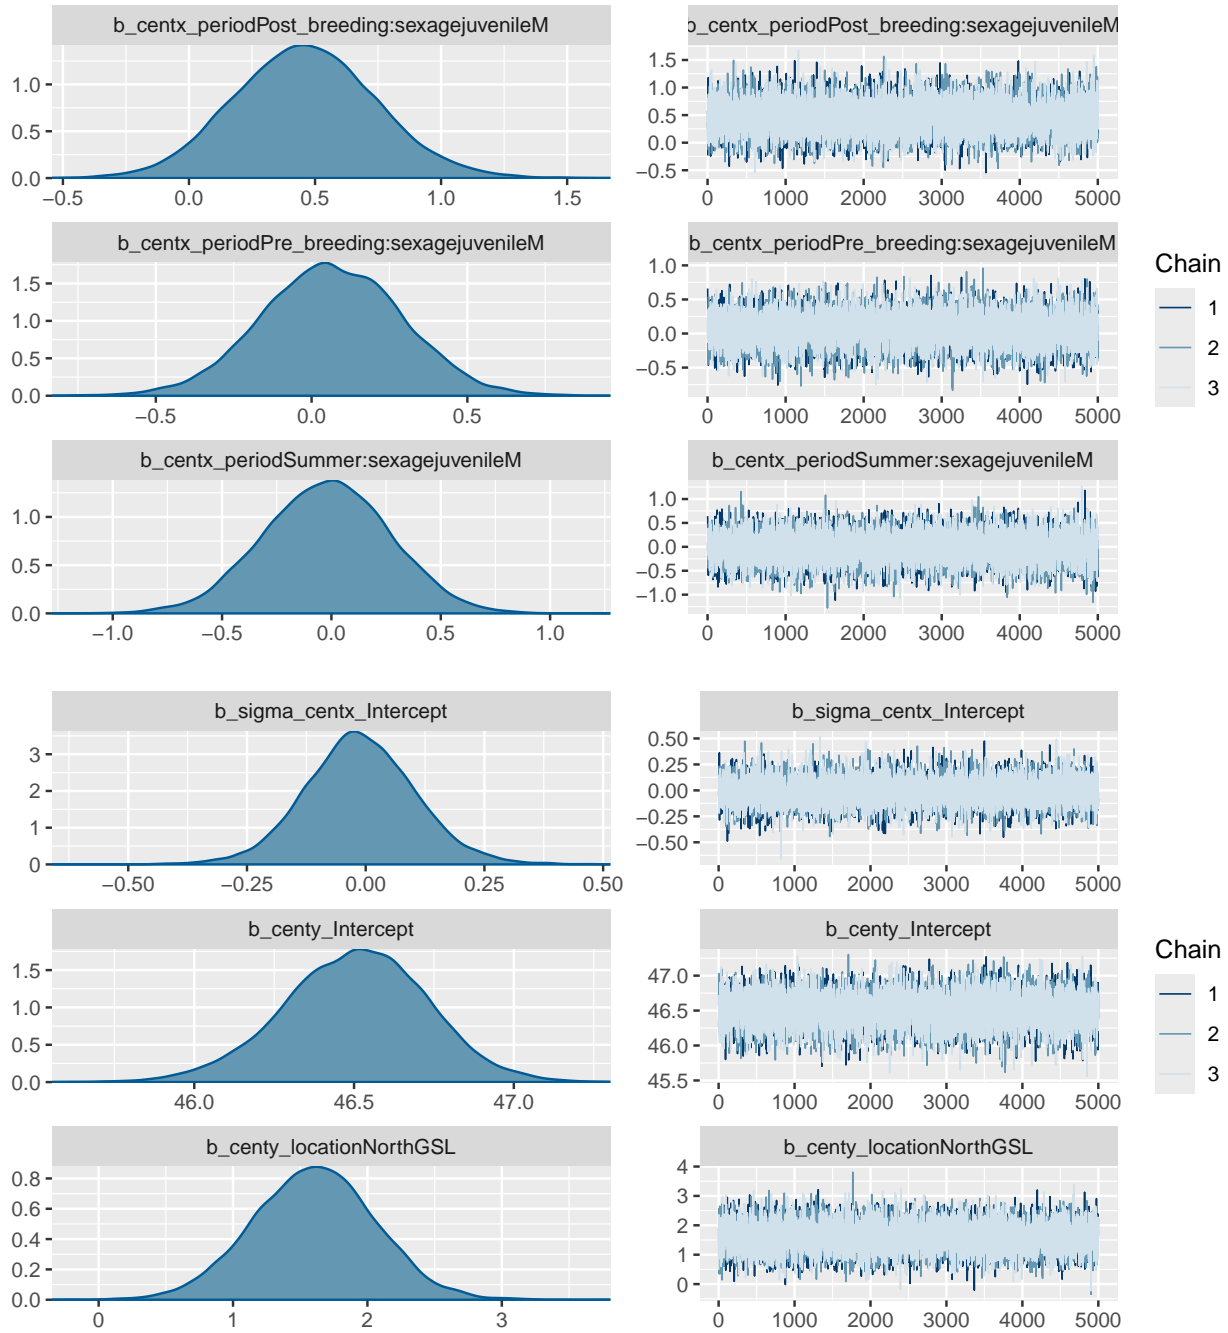 b_centx_periodPost_breeding:sexagejuvenileM
1.0
0.5
0.0
−0.5 0.0 0.5 1.0 1.5
b_centx_periodPost_breeding:sexagejuvenileM
1.5
1.0
0.5
0.0
−0.5
0 1000 2000 3000 4000 5000
b_centx_periodPre_breeding:sexagejuvenileM
1.5
1.0
0.5
0.0
−0.5 0.0 0.5
b_centx_periodPre_breeding:sexagejuvenileM
1.0
0.5
0.0
−0.5
0 1000 2000 3000 4000 5000
b_centx_periodSummer:sexagejuvenileM
1.0
0.5
0.0
−1.0 −0.5 0.0 0.5 1.0
b_centx_periodSummer:sexagejuvenileM
1.0
0.5
0.0
−0.5
−1.0
0 1000 2000 3000 4000 5000
Chain
1
2
3
b_sigma_centx_Intercept
3
2
1
0
−0.50 −0.25 0.00 0.25 0.50
b_sigma_centx_Intercept
0.50
0.25
0.00
−0.25
−0.50
0 1000 2000 3000 4000 5000
b_centy_Intercept
1.5
1.0
0.5
0.0
46.0 46.5 47.0
b_centy_Intercept
47.0
46.5
46.0
45.5
0 1000 2000 3000 4000 5000
b_centy_locationNorthGSL
0.8
0.6
0.4
0.2
0.0
0 1 2 3
b_centy_locationNorthGSL
4
3
2
1
0
0 1000 2000 3000 4000 5000
Chain
1
2
3